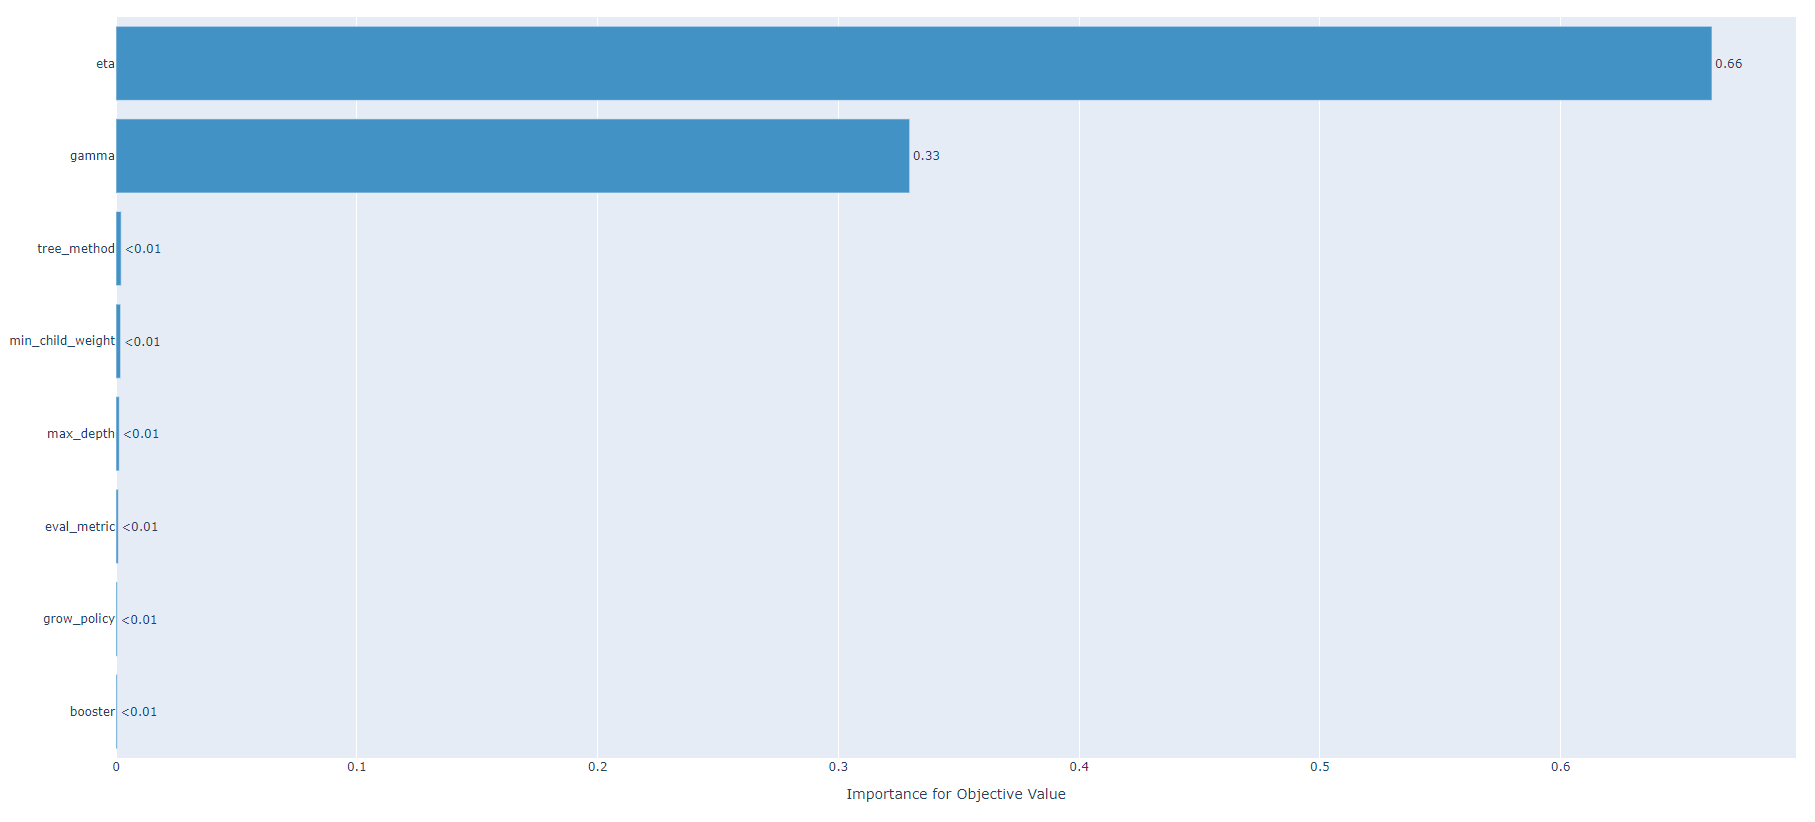 eta 0.66
gamma 0.33
tree_method <0.01
min_child_weight <0.01
max_depth <0.01
eval_metric <0.01
grow_policy <0.01
booster <0.01
0 0.1 0.2 0.3 0.4 0.5 0.6
Importance for Objective Value